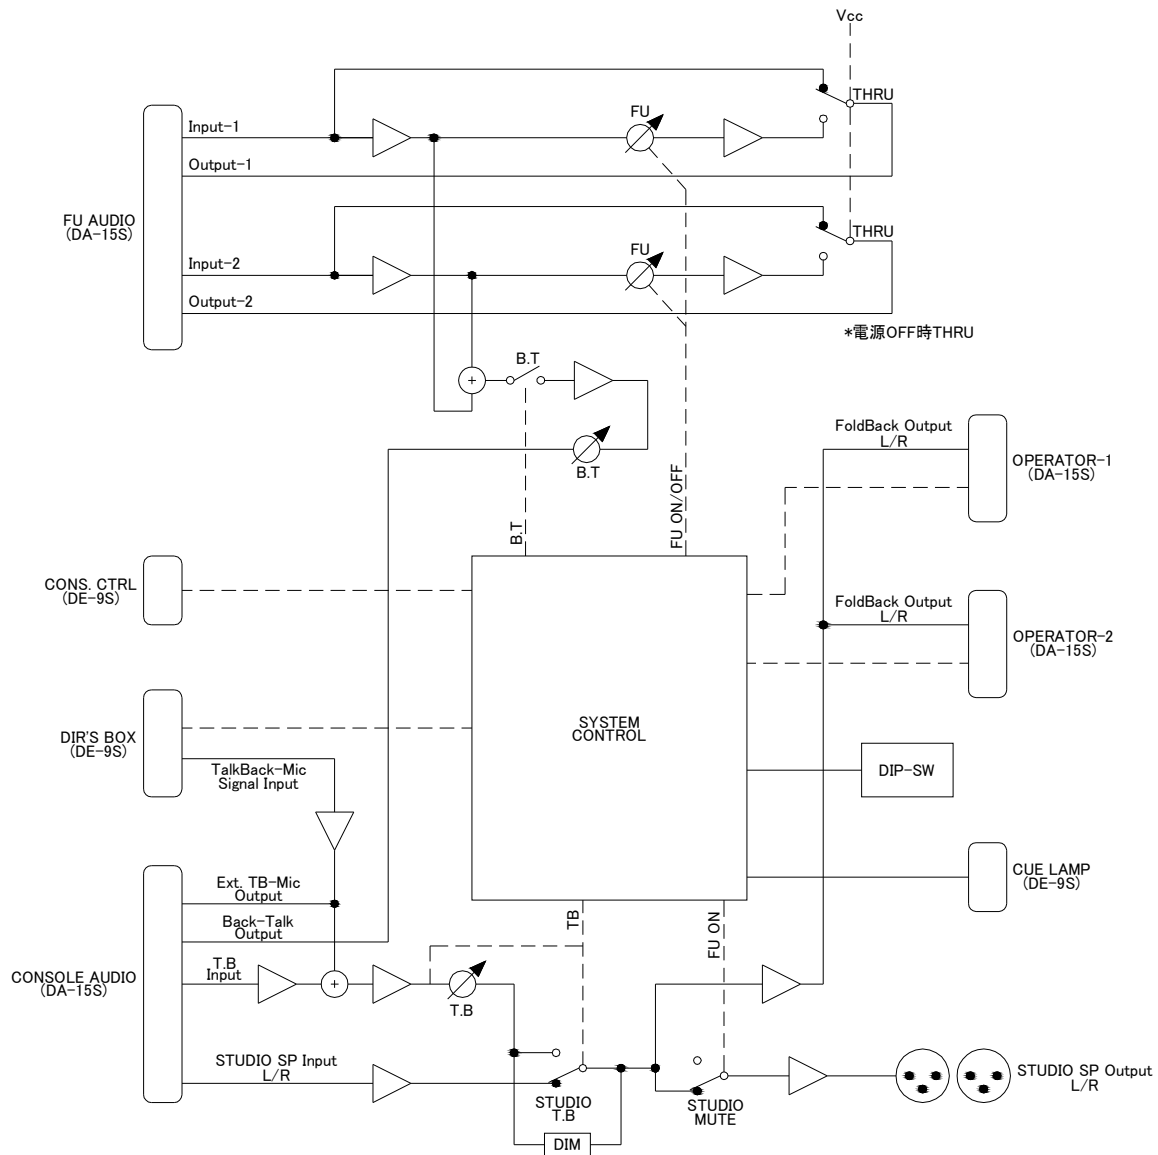 Vcc
THRU
FU
Input-1
Output-1
FU AUDIO
(DA-15S)
THRU
FU
Input-2
Output-2
*電源OFF時THRU
B.T
+
B.T
FoldBack Output
L/R
OPERATOR-1
(DA-15S)
B.T
FU ON/OFF
CONS. CTRL
(DE-9S)
FoldBack Output
L/R
OPERATOR-2
(DA-15S)
DIR'S BOX
(DE-9S)
TalkBack-Mic
Signal Input
SYSTEM
CONTROL
DIP-SW
CUE LAMP
(DE-9S)
Ext. TB-Mic
Output
Back-Talk
Output
TB
FU ON
CONSOLE AUDIO
(DA-15S)
T.B
Input
+
T.B
STUDIO SP Input
L/R
STUDIO
T.B
STUDIO
MUTE
STUDIO SP Output
L/R
DIM